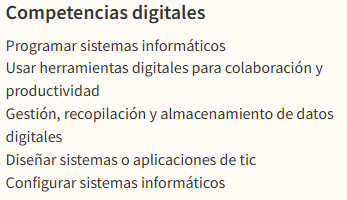 Competencias digitales
Programar sistemas informáticos
Usar herramientas digitales para colaboración y
productividad
Gestión, recopilación y almacenamiento de datos
digitales
Diseñar sistemas o aplicaciones de tic
Configurar sistemas informáticos